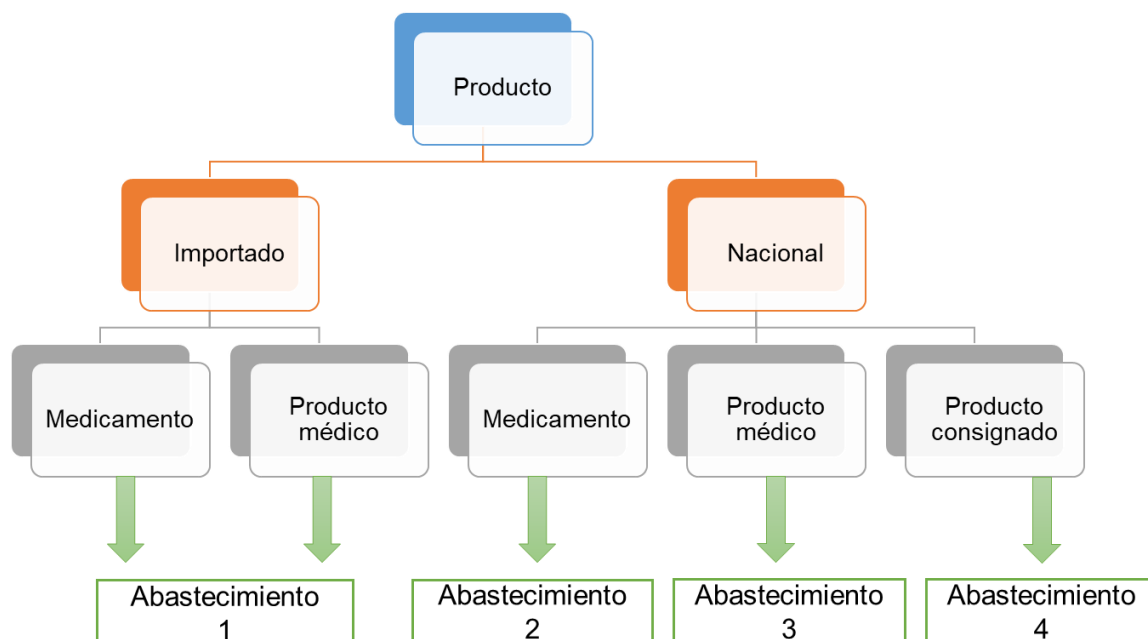 Producto
Importado
Nacional
Medicamento
Producto
médico
Medicamento
Producto
médico
Producto
consignado
Abastecimiento
1
Abastecimiento
2
Abastecimiento
3
Abastecimiento
4